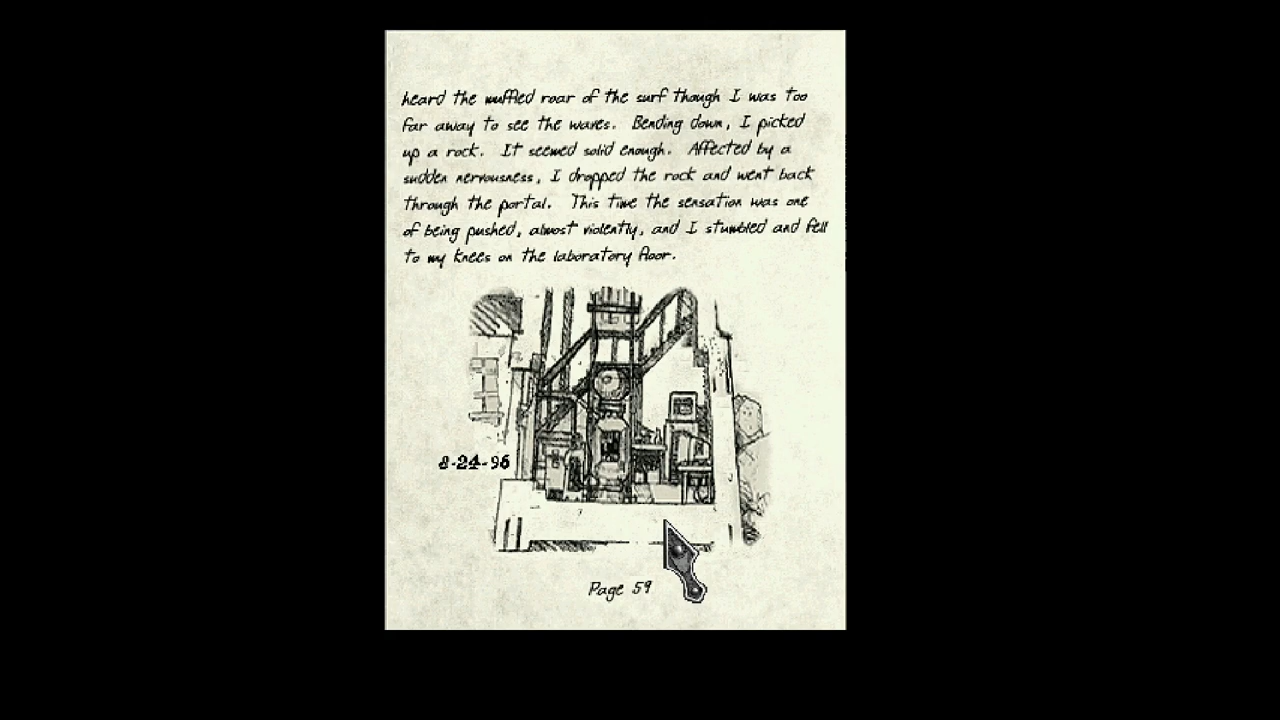 heard the muffled roar of the surf though I was too
far away to see the waves. Bending down, I picked
up a rock. It seemed solid enough. Affected by a
sudden nervousness, I dropped the rock and went back
through the portal. This time the sensation was one
of being pushed, almost violently, and I stumbled and fell
to my knees on the laboratory floor.
8-24-96
Page 59